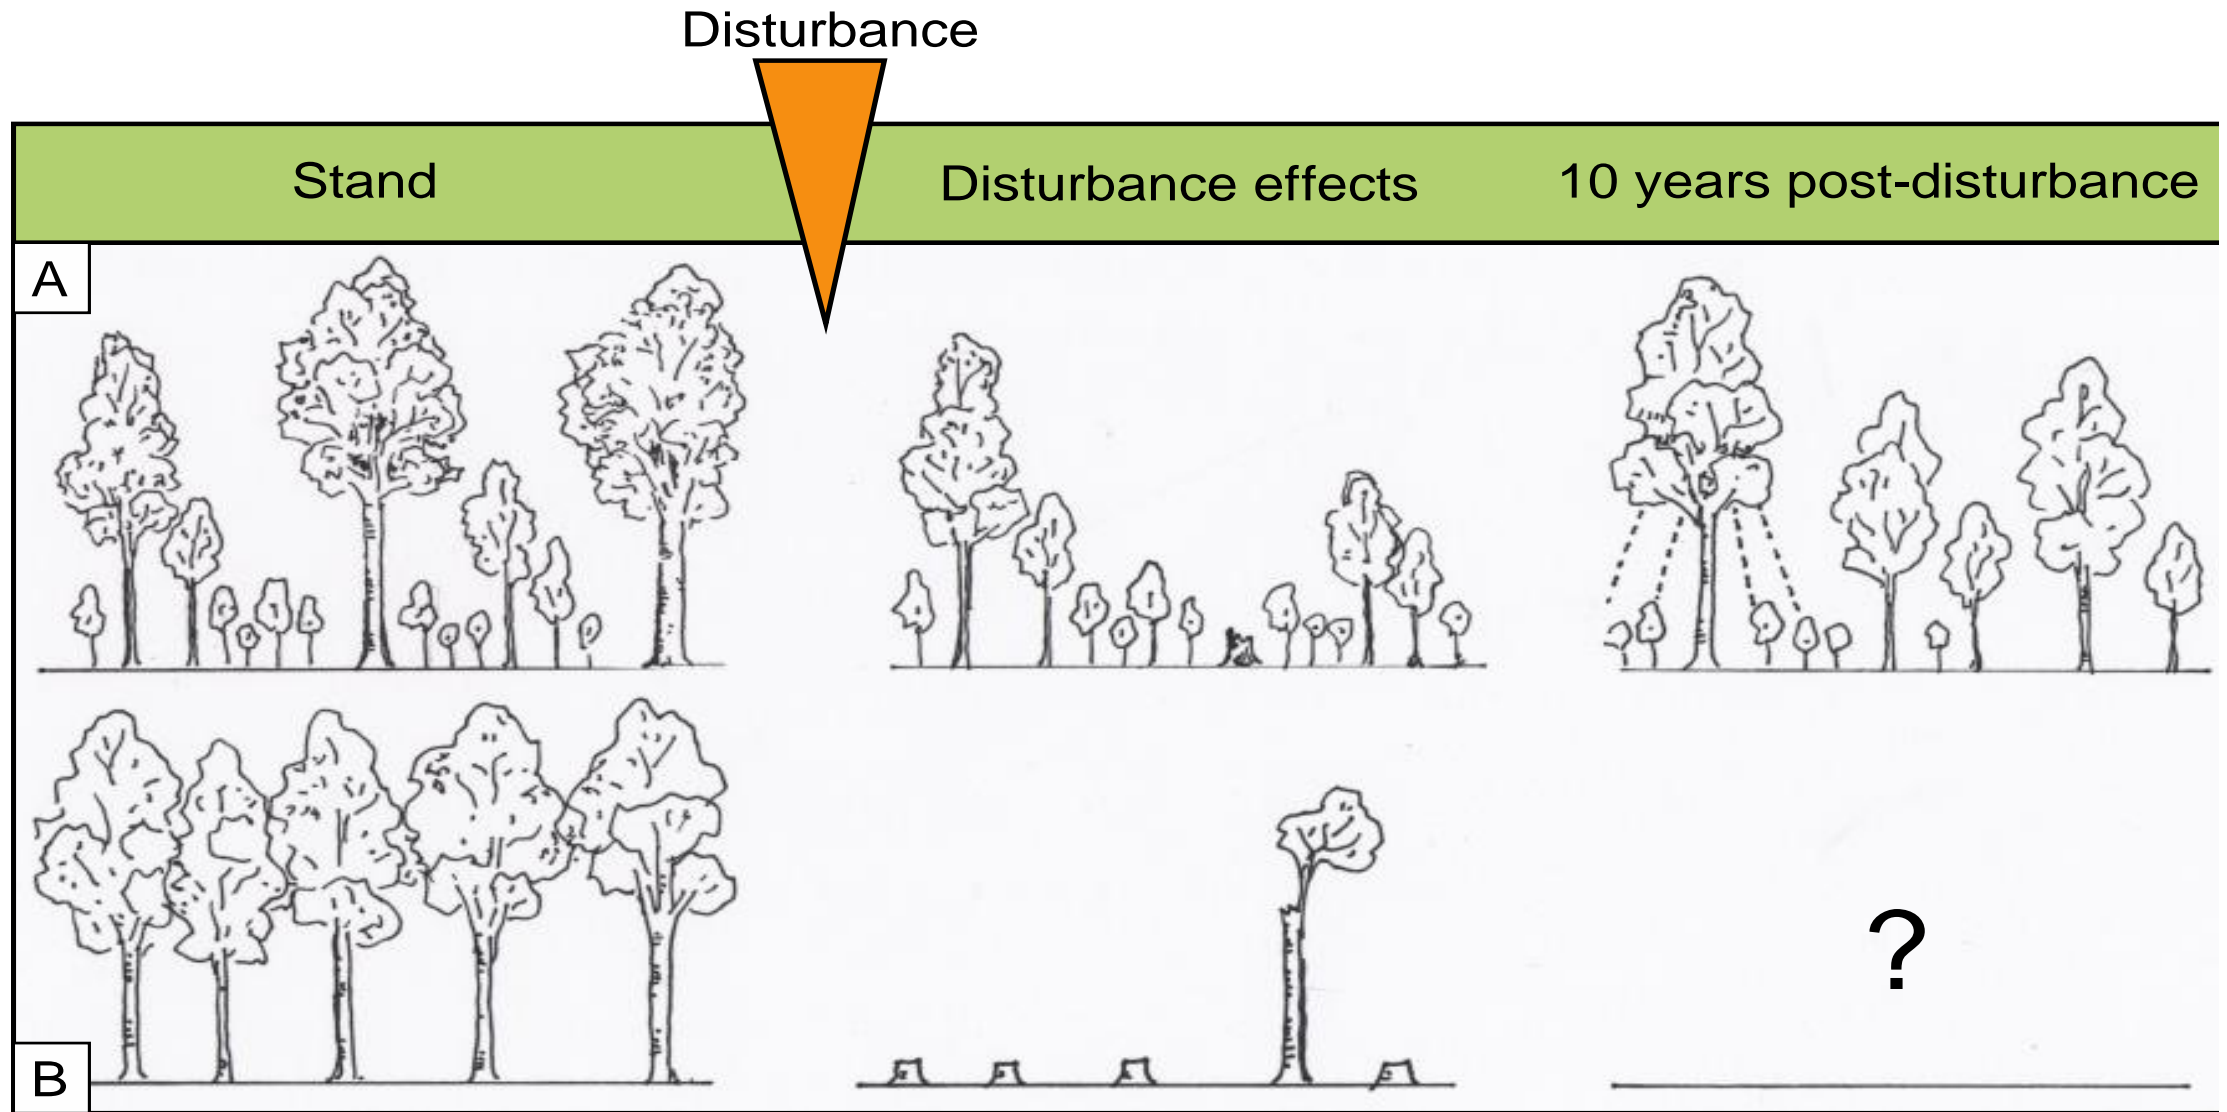 Disturbance
Stand
Disturbance effects
10 years post-disturbance
A
B
?